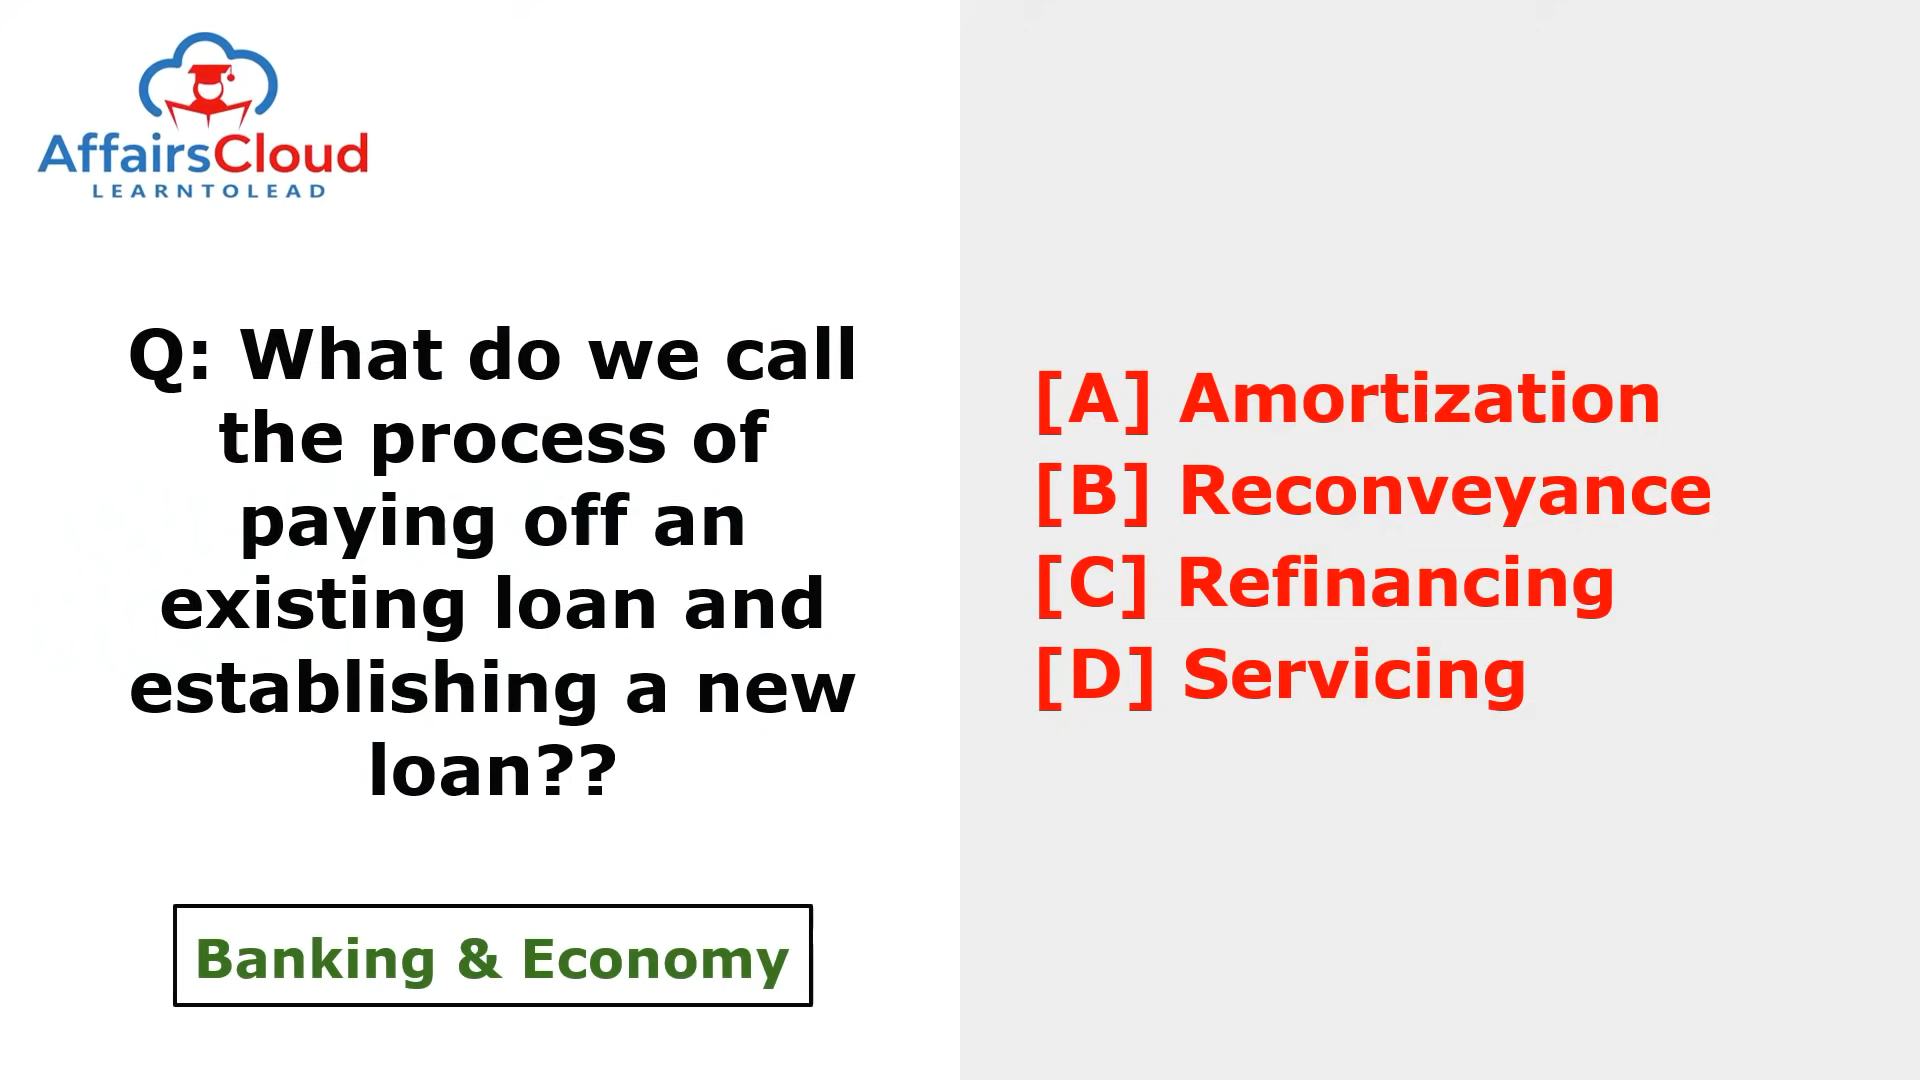 AffairsCloud
LEARNTOLEAD
Q: What do we call
the process of
paying off an
existing loan and
establishing a new
loan??
Banking & Economy
[A] Amortization
[B] Reconveyance
[C] Refinancing
[D] Servicing